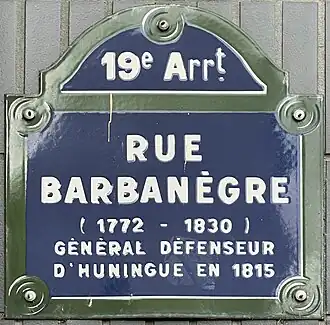 19e Arrt
RUE
BARBANÈGRE
( 1772 - 1830 )
GÉNÉRAL DÉFENSEUR
D'HUNINGUE EN 1815